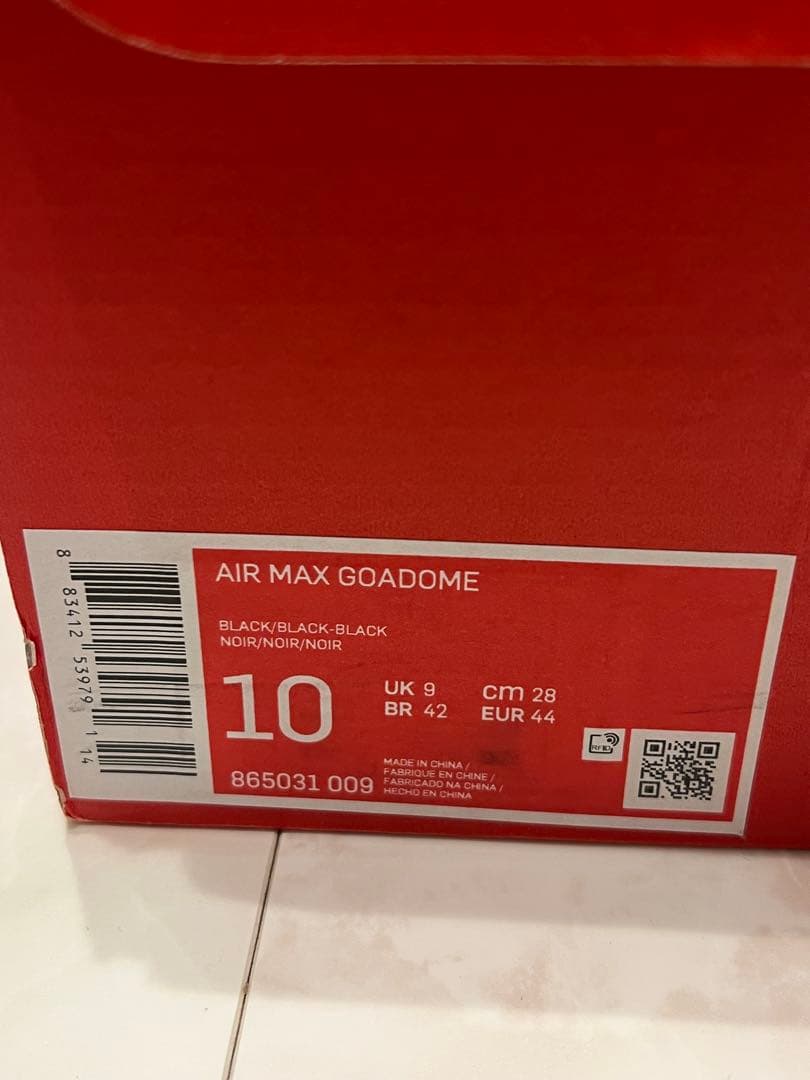 AIR MAX GOADOME
BLACK/BLACK-BLACK
NOIR/NOIR/NOIR
10
UK 9
cm 28
BR 42
EUR 44
865031 009
MADE IN CHINA /
FABRIQUE EN CHINE /
FABRICADO NA CHINA /
HECHO EN CHINA
RFID
8 83412 53979 1 14